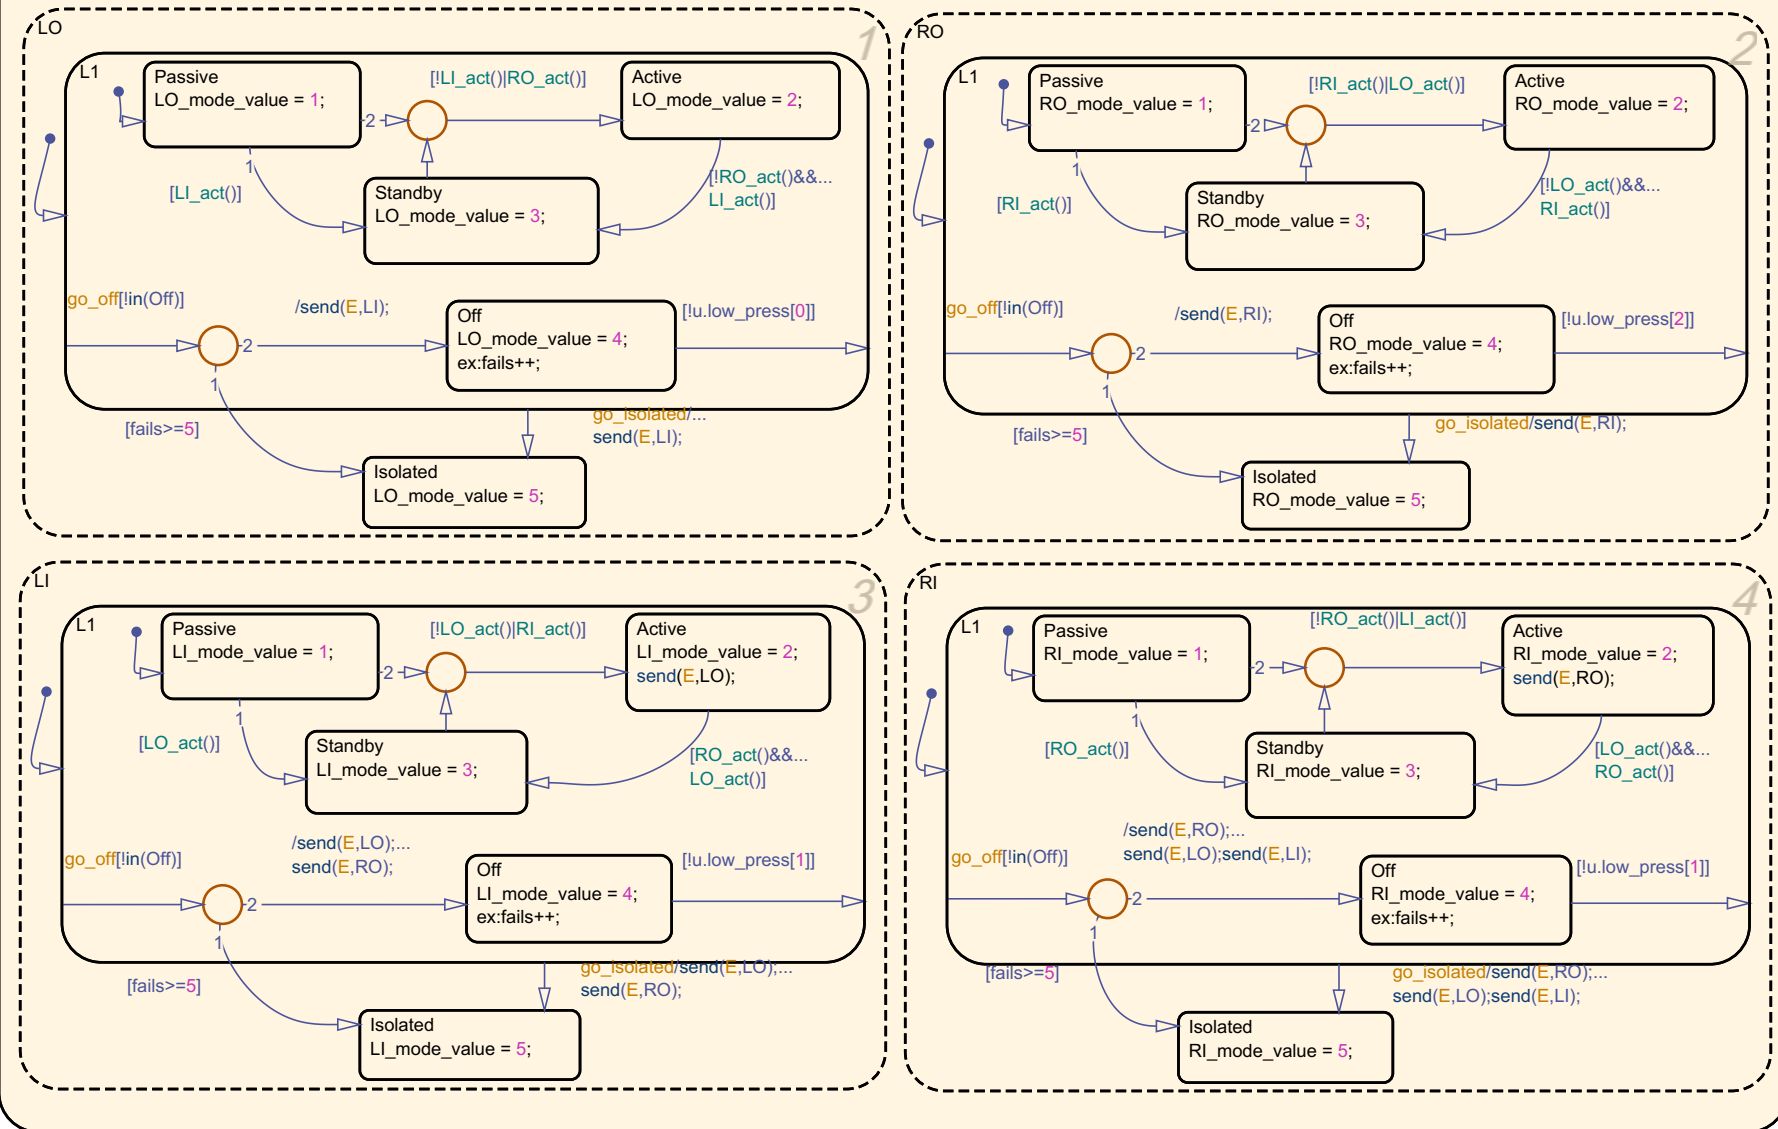 LO
1
L1
Passive
LO_mode_value = 1;
[!LI_act()|RO_act()]
Active
LO_mode_value = 2;
2
1
[LI_act()]
Standby
LO_mode_value = 3;
[!RO_act()&&...
LI_act()]
go_off[!in(Off)]
/send(E,LI);
Off
LO_mode_value = 4;
ex:fails++;
[!u.low_press[0]]
2
1
[fails>=5]
go_isolated/...
send(E,LI);
Isolated
LO_mode_value = 5;
RO
2
L1
Passive
RO_mode_value = 1;
[!RI_act()|LO_act()]
Active
RO_mode_value = 2;
2
1
[RI_act()]
Standby
RO_mode_value = 3;
[!LO_act()&&...
RI_act()]
go_off[!in(Off)]
/send(E,RI);
Off
RO_mode_value = 4;
ex:fails++;
[!u.low_press[2]]
2
1
[fails>=5]
go_isolated/send(E,RI);
Isolated
RO_mode_value = 5;
LI
3
L1
Passive
LI_mode_value = 1;
[!LO_act()|RI_act()]
Active
LI_mode_value = 2;
send(E,LO);
2
1
[LO_act()]
Standby
LI_mode_value = 3;
[RO_act()&&...
LO_act()]
go_off[!in(Off)]
/send(E,LO);...
send(E,RO);
Off
LI_mode_value = 4;
ex:fails++;
[!u.low_press[1]]
2
1
[fails>=5]
go_isolated/send(E,LO);...
send(E,RO);
Isolated
LI_mode_value = 5;
RI
4
L1
Passive
RI_mode_value = 1;
[!RO_act()|LI_act()]
Active
RI_mode_value = 2;
send(E,RO);
2
1
[RO_act()]
Standby
RI_mode_value = 3;
[LO_act()&&...
RO_act()]
go_off[!in(Off)]
/send(E,RO);...
send(E,LO);send(E,LI);
Off
RI_mode_value = 4;
ex:fails++;
[!u.low_press[1]]
2
1
[fails>=5]
go_isolated/send(E,RO);...
send(E,LO);send(E,LI);
Isolated
RI_mode_value = 5;